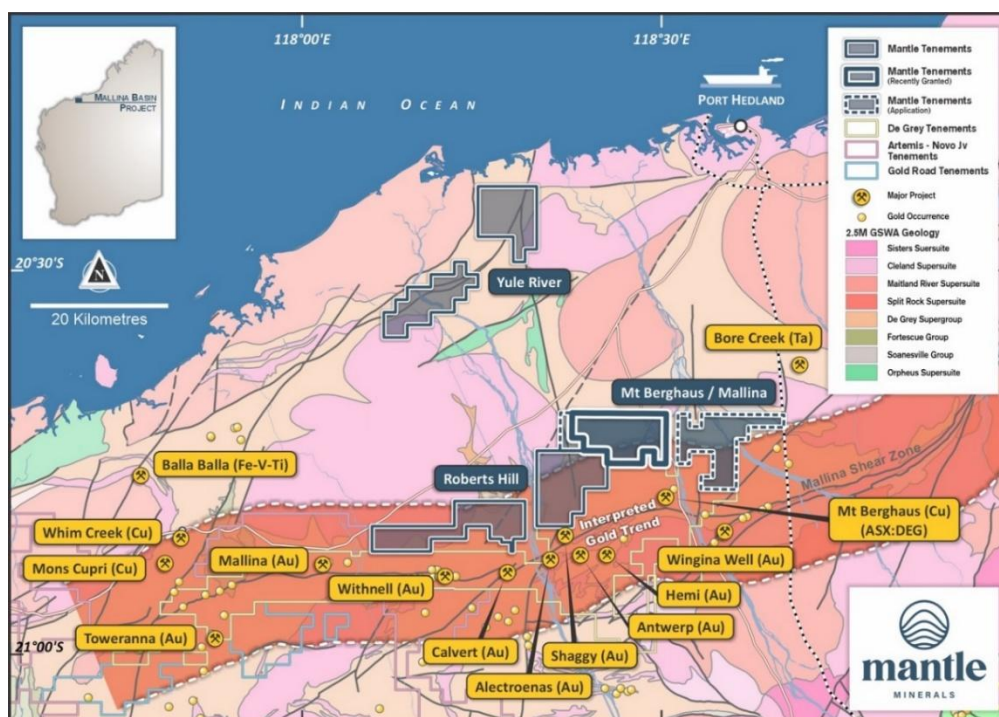 118°00'E
118°30'E
MALLINA BASIN
PROJECT
INDIAN OCEAN
PORT HEDLAND
Mantle Tenements
Mantle Tenements
(Recently Granted)
Mantle Tenements
(Application)
De Grey Tenements
Artemis - Novo Jv
Tenements
Gold Road Tenements
Major Project
Gold Occurrence
2.5M GSWA Geology
Sisters Suersuite
Cleland Supersuite
Maitland River Supersuite
Split Rock Supersuite
De Grey Supergroup
Fortescue Group
Soanesville Group
Orpheus Supersuite
20°30'S
N
20 Kilometres
Yule River
Bore Creek (Ta)
Mt Berghaus / Mallina
Balla Balla (Fe-V-Ti)
Roberts Hill
Mallina Shear Zone
Interpreted
Gold Trend
Mt Berghaus (Cu)
(ASX:DEG)
Whim Creek (Cu)
Mons Cupri (Cu)
Mallina (Au)
Withnell (Au)
Wingina Well (Au)
Hemi (Au)
Antwerp (Au)
Toweranna (Au)
21°00'S
Calvert (Au)
Shaggy (Au)
Alectroenas (Au)
mantle
MINERALS